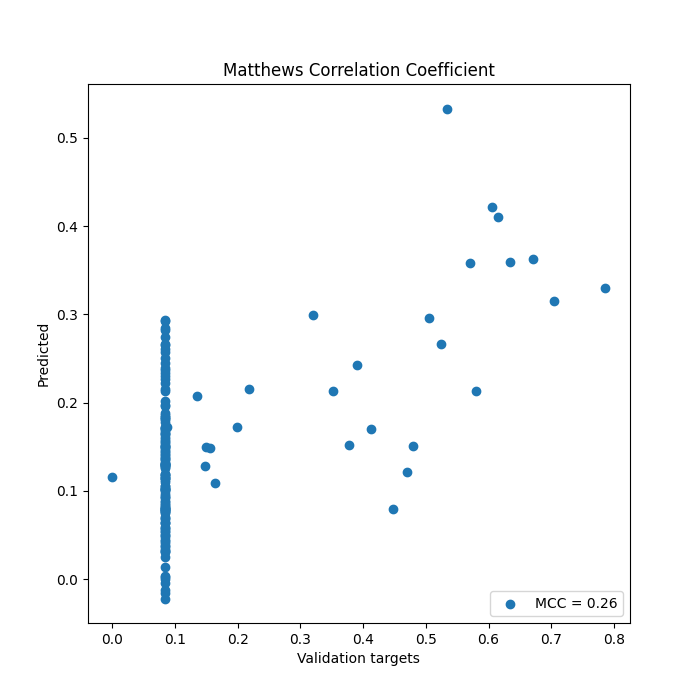 Matthews Correlation Coefficient
Predicted
0.5
0.4
0.3
0.2
0.1
0.0
MCC = 0.26
0.0 0.1 0.2 0.3 0.4 0.5 0.6 0.7 0.8
Validation targets